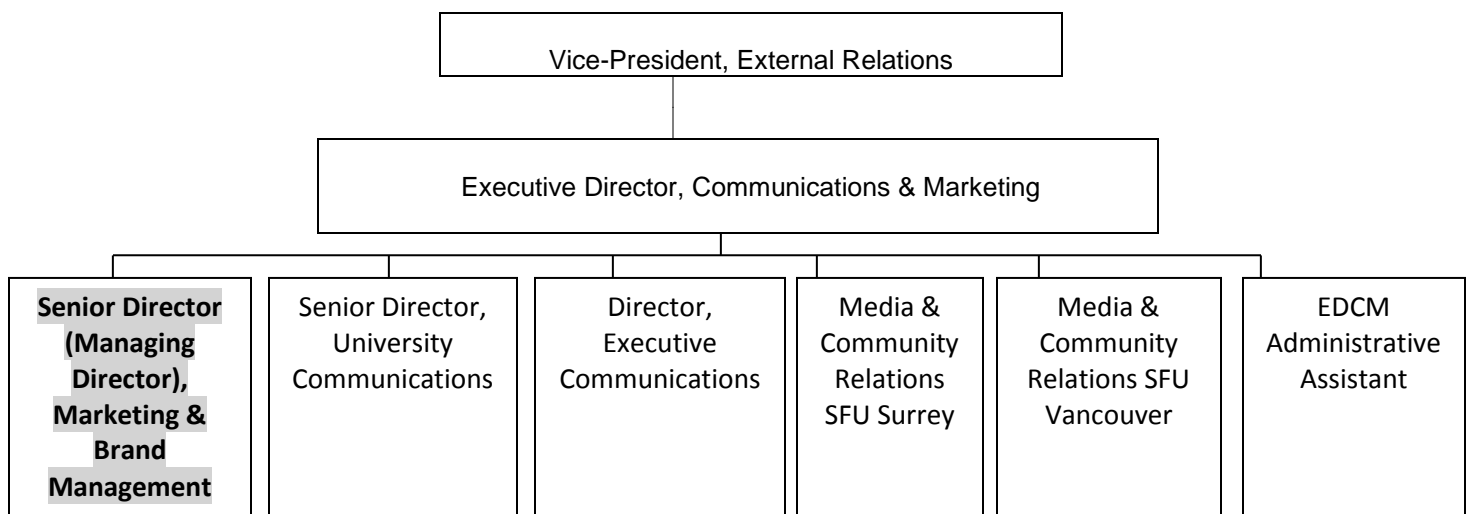 Vice-President, External Relations
Executive Director, Communications & Marketing
Senior Director
(Managing
Director),
Marketing &
Brand
Management
Senior Director,
University
Communications
Director,
Executive
Communications
Media &
Community
Relations
SFU Surrey
Media &
Community
Relations SFU
Vancouver
EDCM
Administrative
Assistant